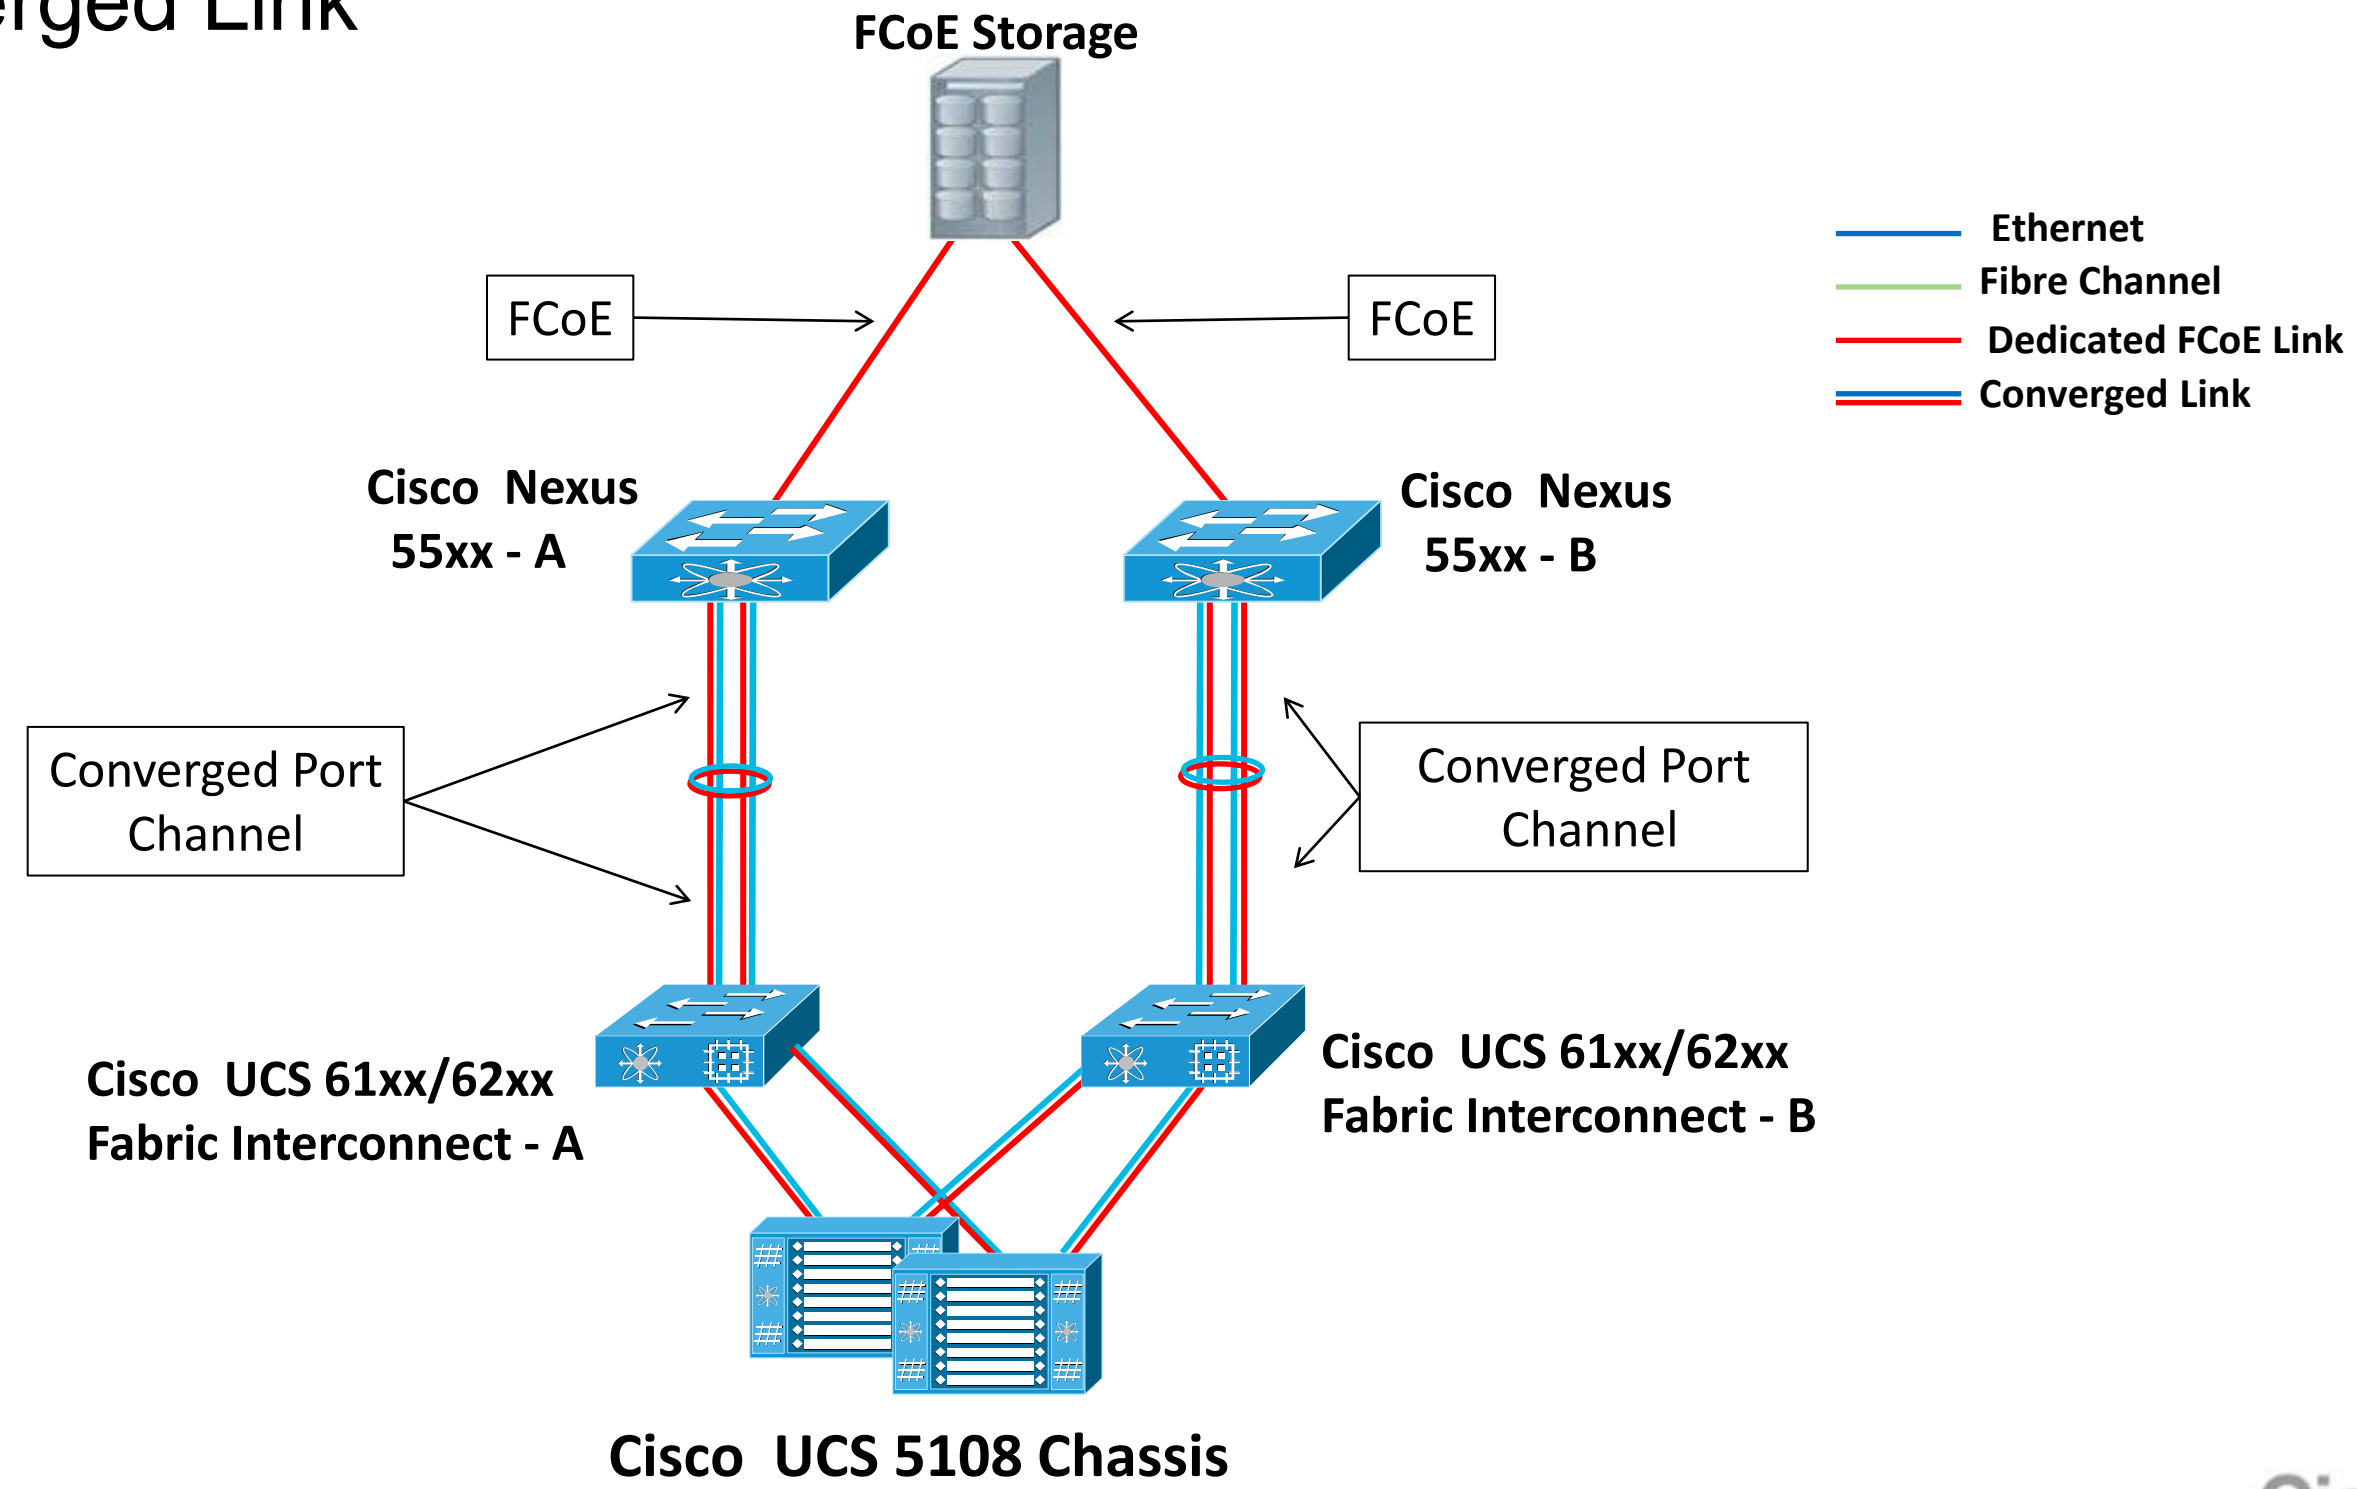 Link
FCoE Storage
Ethernet
Fibre Channel
Dedicated FCoE Link
Converged Link
FCoE
FCoE
Cisco Nexus
55xx - A
Cisco Nexus
55xx - B
Converged Port
Channel
Converged Port
Channel
Cisco UCS 61xx/62xx
Fabric Interconnect - A
Cisco UCS 61xx/62xx
Fabric Interconnect - B
Cisco UCS 5108 Chassis